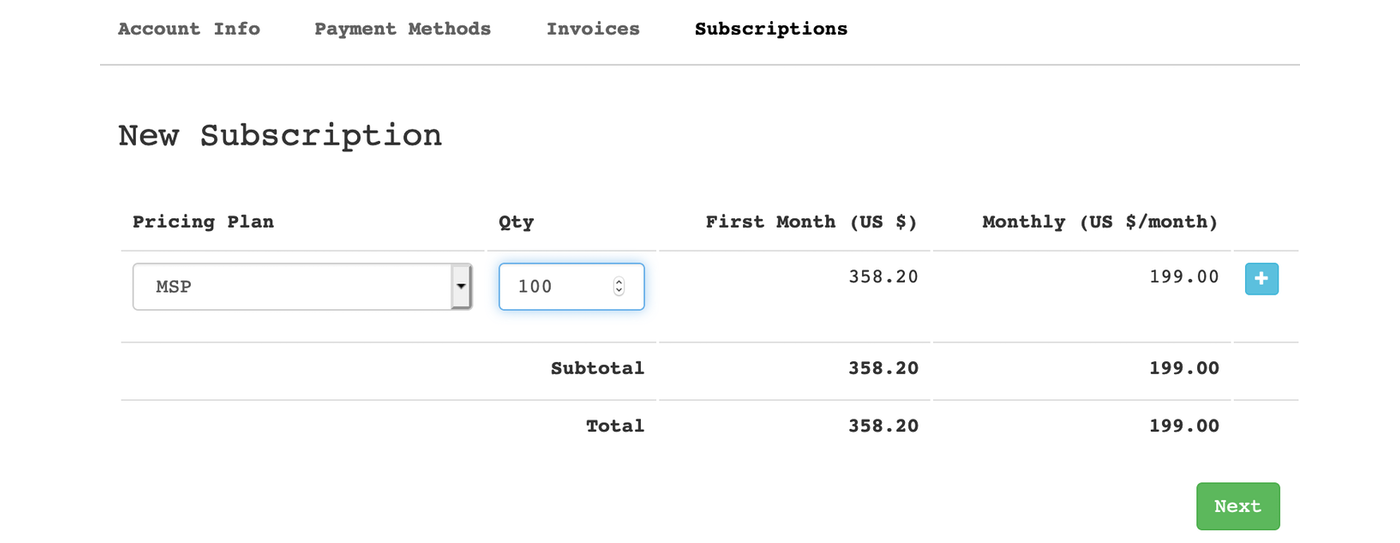 Account Info Payment Methods Invoices Subscriptions
New Subscription
Pricing Plan Qty First Month (US $) Monthly (US $/month)
MSP 100 358.20 199.00 +
Subtotal 358.20 199.00
Total 358.20 199.00
Next